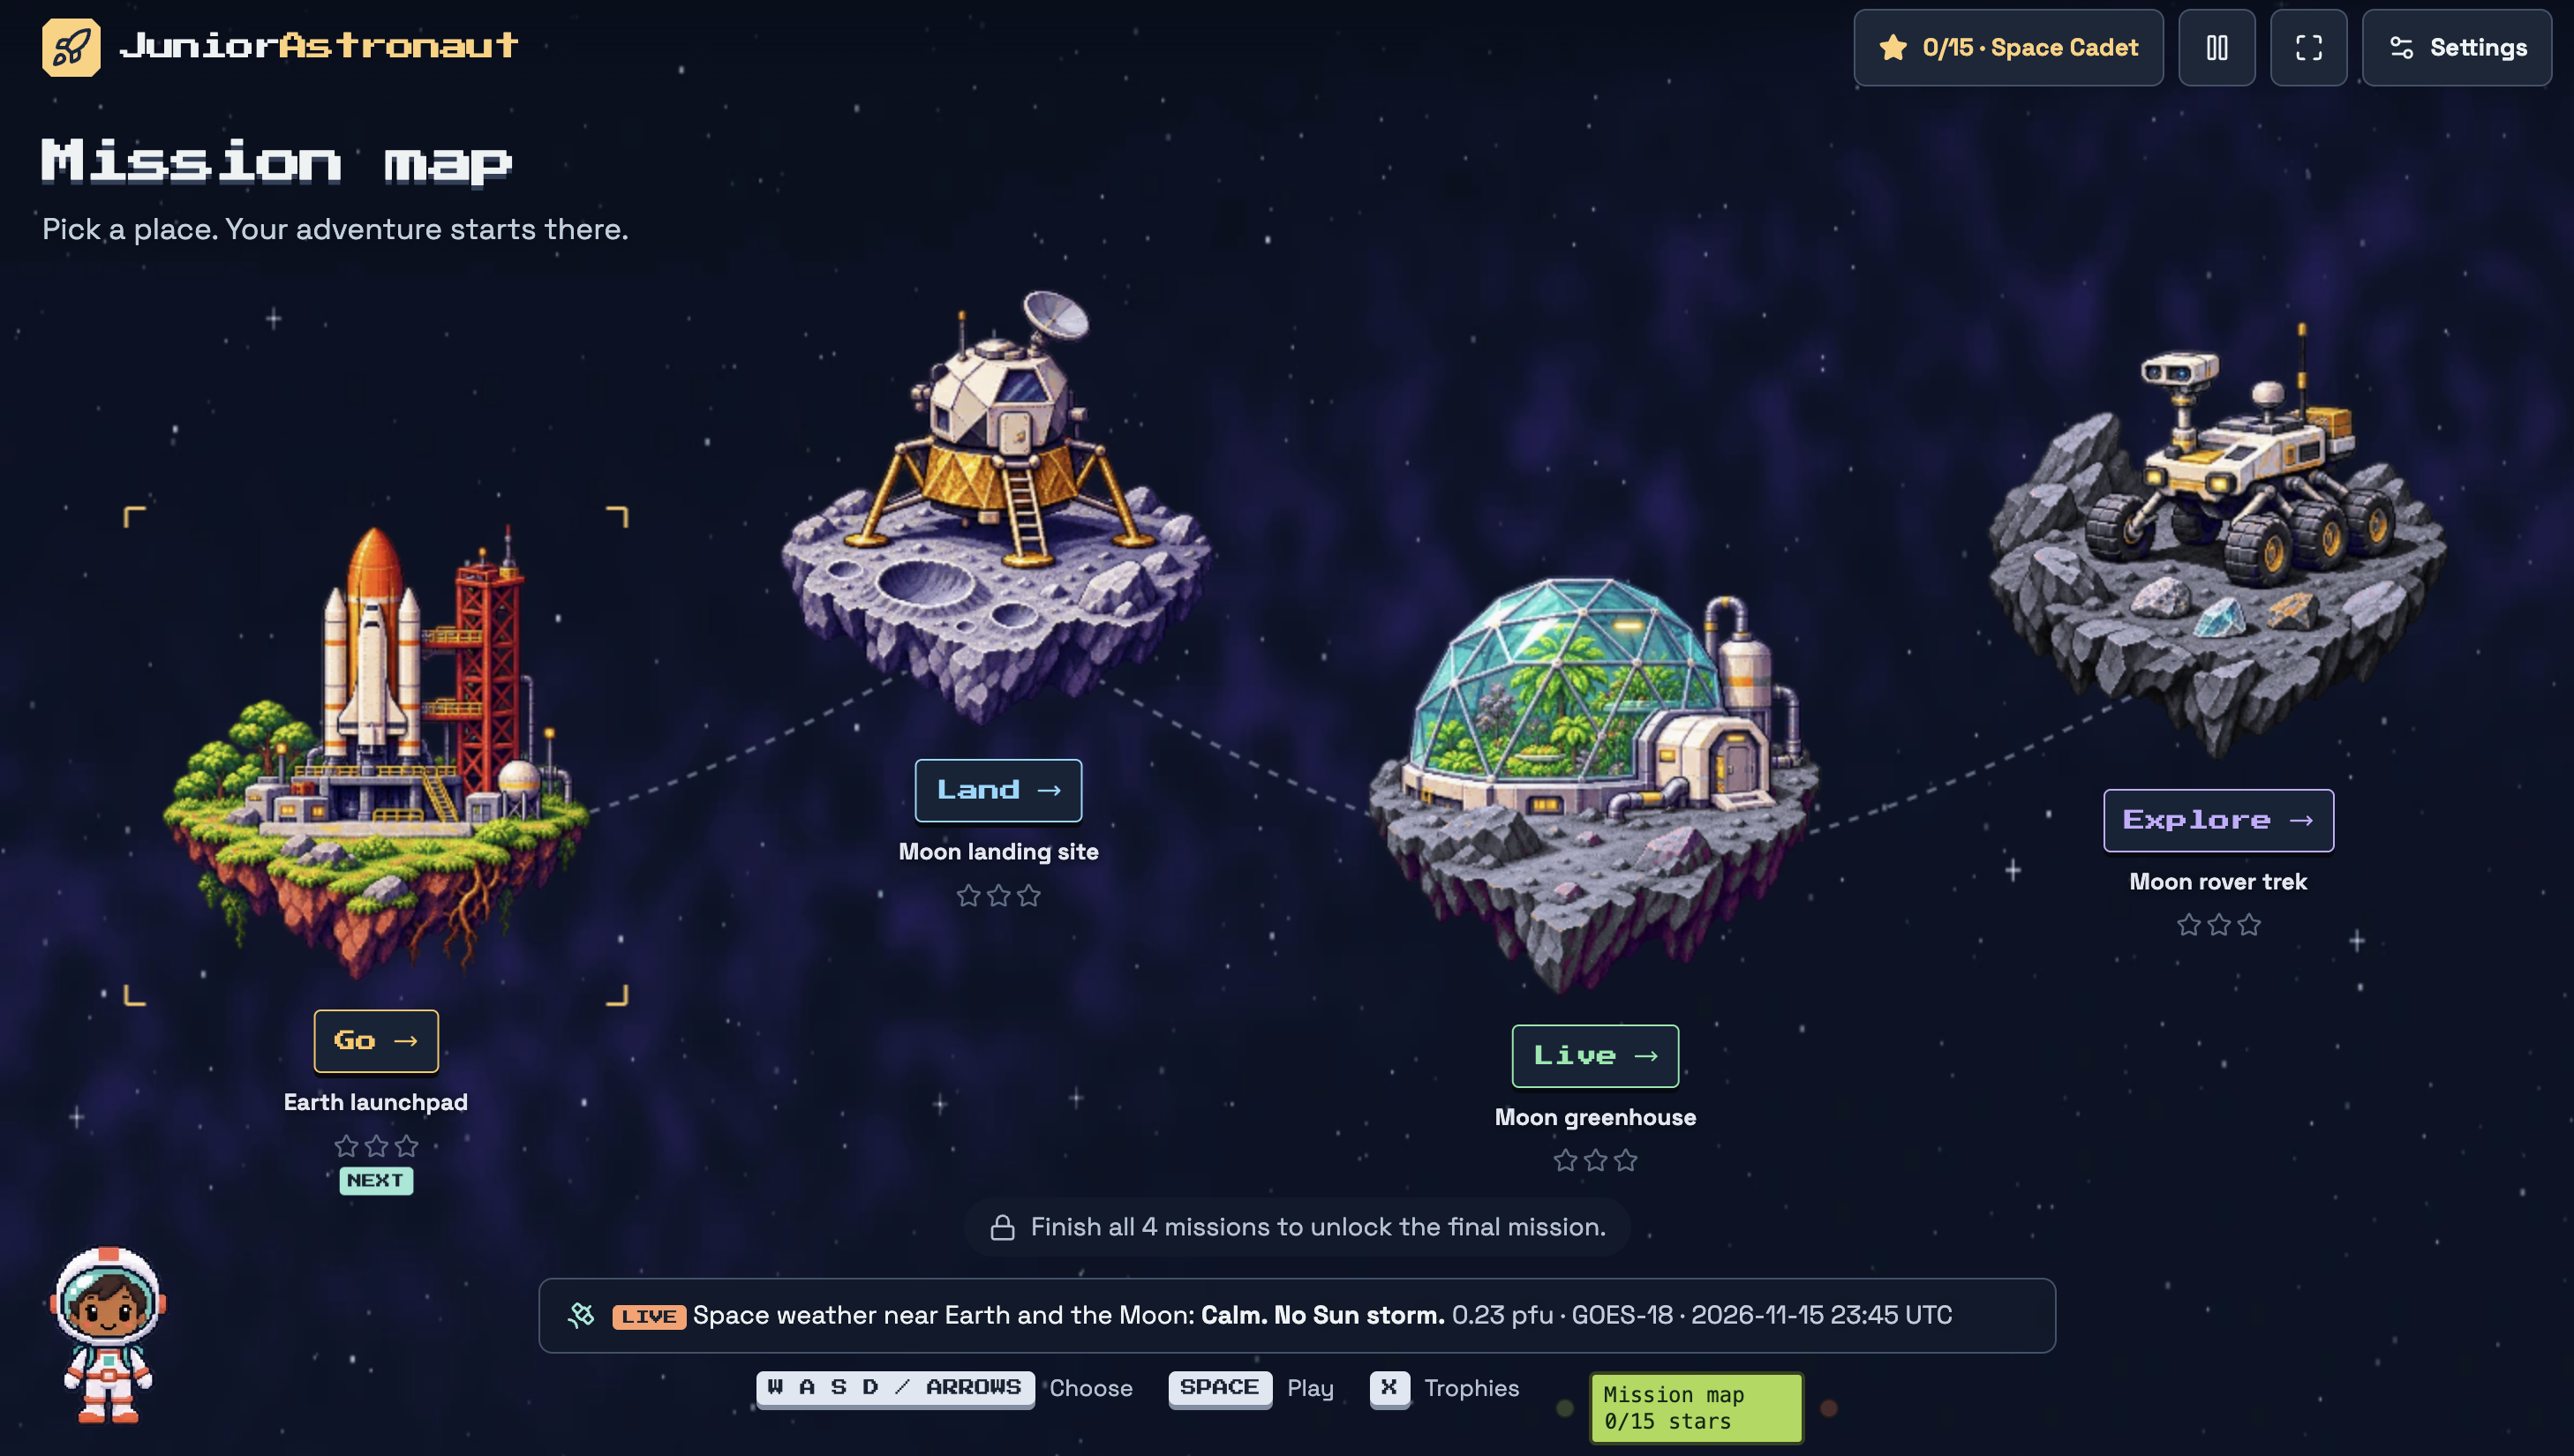 JuniorAstronaut
0/15 · Space Cadet
Settings
Mission map
Pick a place. Your adventure starts there.
Land →
Moon landing site
Explore →
Moon rover trek
Go →
Earth launchpad
NEXT
Live →
Moon greenhouse
Finish all 4 missions to unlock the final mission.
LIVE Space weather near Earth and the Moon: Calm. No Sun storm. 0.23 pfu · GOES-18 · 2026-11-15 23:45 UTC
W A S D / ARROWS Choose SPACE Play X Trophies
Mission map
0/15 stars